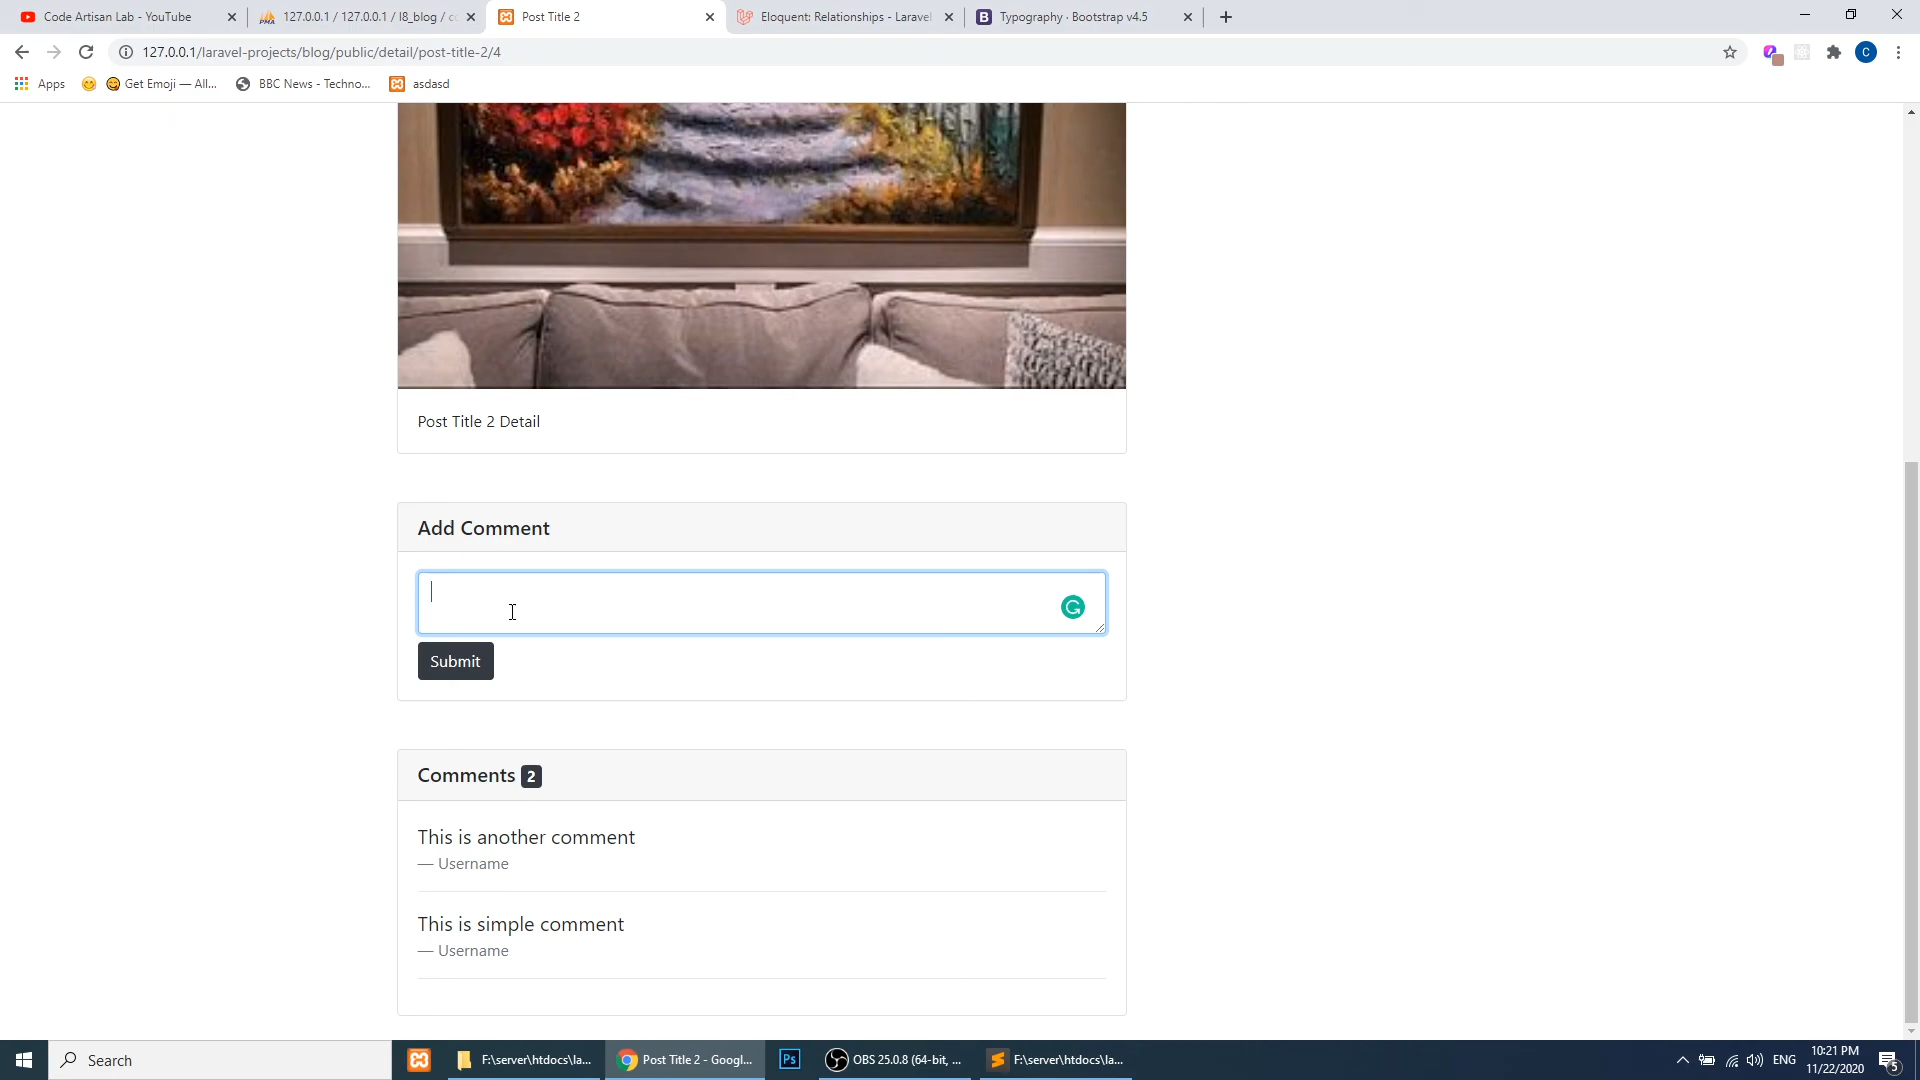 Code Artisan Lab - YouTube
127.0.0.1 / 127.0.0.1 / l8_blog / co
Post Title 2
Eloquent: Relationships - Laravel
Typography · Bootstrap v4.5
127.0.0.1/laravel-projects/blog/public/detail/post-title-2/4
C
Apps
Get Emoji — All...
BBC News - Techno...
asdasd
Post Title 2 Detail
Add Comment
Submit
Comments 2
This is another comment
— Username
This is simple comment
— Username
Search
F:\server\htdocs\la...
Post Title 2 - Googl...
Ps
OBS 25.0.8 (64-bit, ...
F:\server\htdocs\la...
ENG
10:21 PM
11/22/2020
5